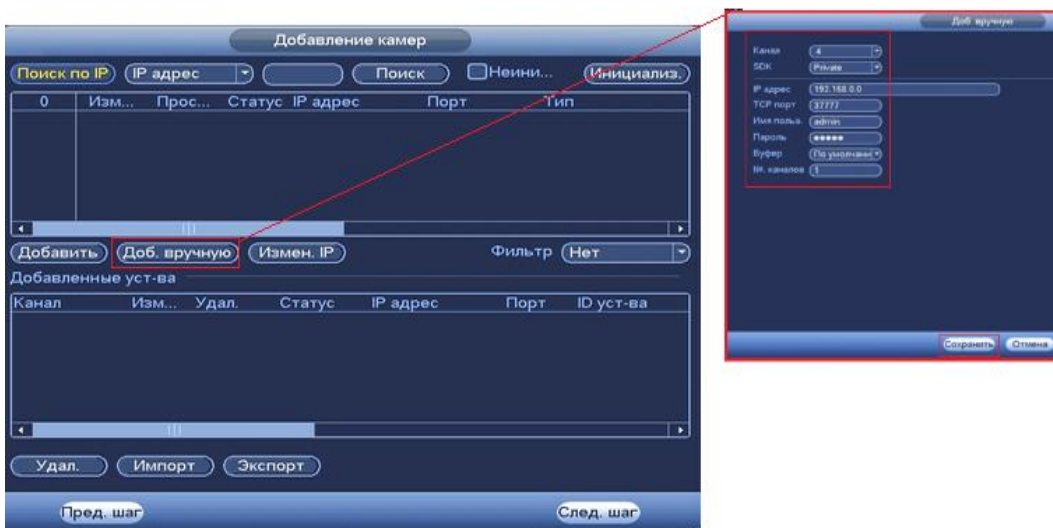 Добавление камер
Поиск по IP IP адрес Поиск Неини... Инициализ.
0 Изм... Прос... Статус IP адрес Порт Тип
Добавить Доб. вручную Измен. IP Фильтр Нет
Добавленные уст-ва
Канал Изм... Удал. Статус IP адрес Порт ID уст-ва
Удал. Импорт Экспорт
Пред. шаг След. шаг
Доб вручную
Канал 4
SDK Private
IP адрес 192.168.0.0
TCP порт 37777
Имя польз. admin
Пароль •••••
Буфер По умолчани
№. каналов 1
Сохранить Отмена